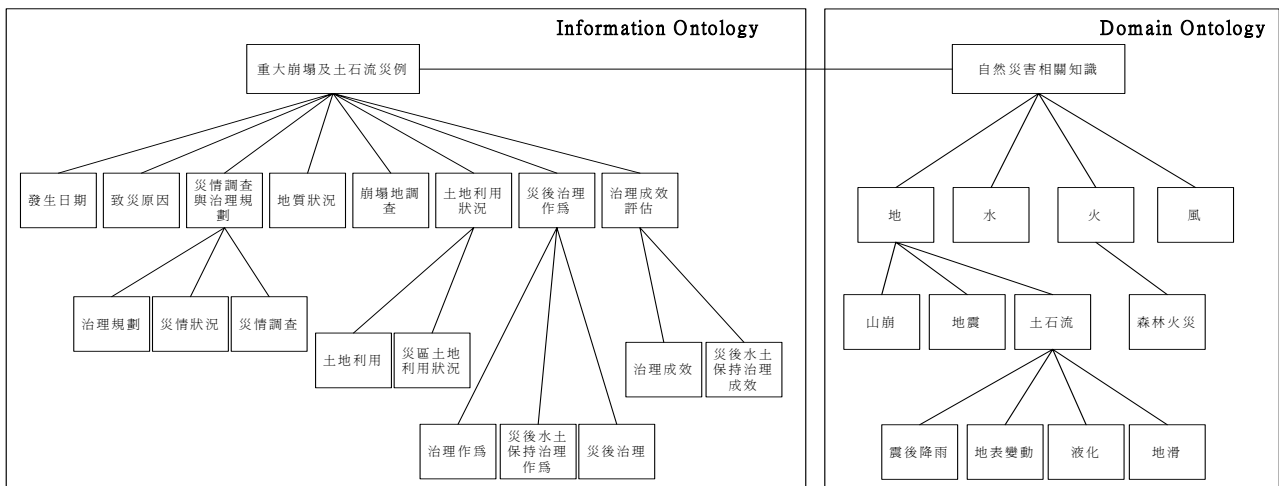 Information Ontology
重大崩塌及土石流災例
發生日期
致災原因
災情調查
與治理規
劃
地質狀況
崩塌地調
查
土地利用
狀況
災後治理
作為
治理成效
評估
治理規劃
災情狀況
災情調查
土地利用
災區土地
利用狀況
治理作為
災後水土
保持治理
作為
災後治理
治理成效
災後水土
保持治理
成效
Domain Ontology
自然災害相關知識
地
水
火
風
山崩
地震
土石流
森林火災
震後降雨
地表變動
液化
地滑